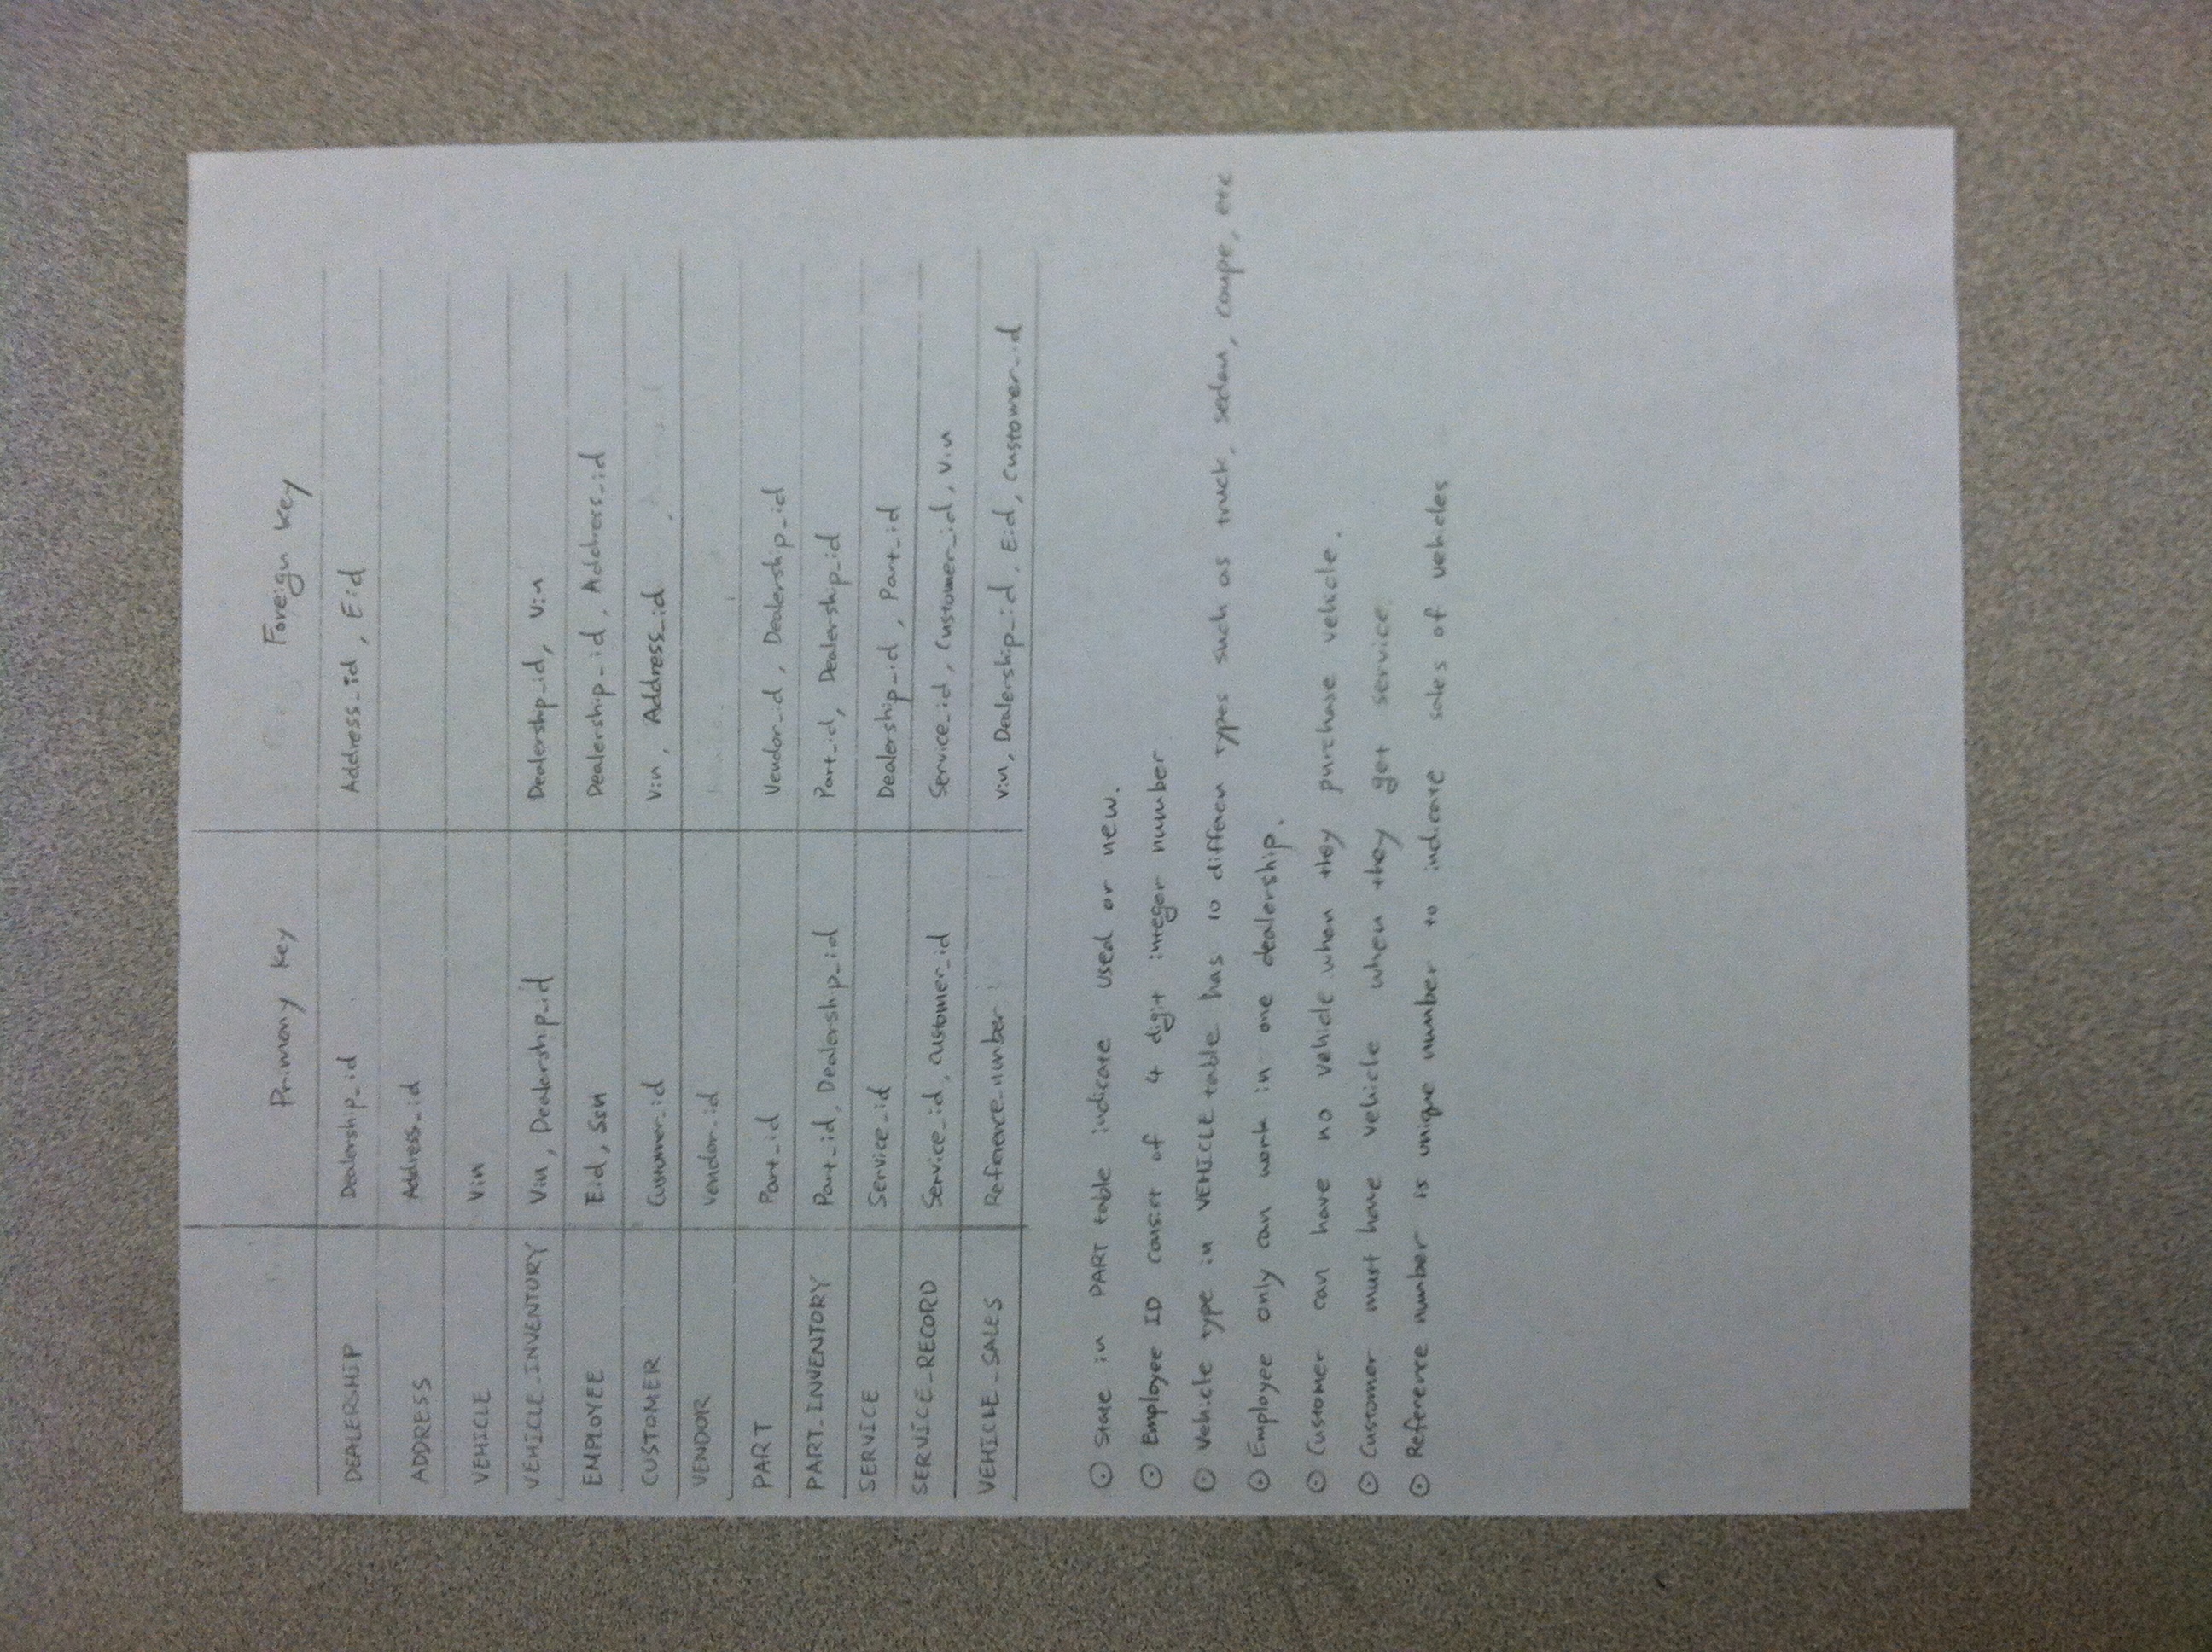 Primary Key Foreign Key
DEALERSHIP Dealership_id Address_id, Eid
ADDRESS Address_id
VEHICLE Vin
VEHICLE_INVENTORY Vin, Dealership_id Dealership_id, Vin
EMPLOYEE Eid, Ssn Dealership_id, Address_id
CUSTOMER Customer_id Vin, Address_id
VENDOR Vendor_id
PART Part_id Vendor_id, Dealership_id
PART_INVENTORY Part_id, Dealership_id Part_id, Dealership_id
SERVICE Service_id Dealership_id, Part_id
SERVICE_RECORD Service_id, customer_id Service_id, Customer_id, Vin
VEHICLE_SALES Reference_number Vin, Dealership_id, Eid, Customer_id
⊙ State in PART table indicate used or new.
⊙ Employee ID consist of 4 digit integer number
⊙ Vehicle type in VEHICLE table has 10 differen types such as truck, sedan, coupe, etc
⊙ Employee only can work in one dealership.
⊙ Customer can have no vehicle when they purchase vehicle.
⊙ Customer must have vehicle when they get service
⊙ Reference number is unique number to indicate sales of vehicles